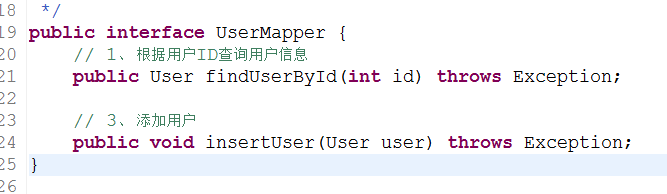 18 */
19 public interface UserMapper {
20 // 1、根据用户ID查询用户信息
21 public User findUserById(int id) throws Exception;
22
23 // 3、添加用户
24 public void insertUser(User user) throws Exception;
25 }
26